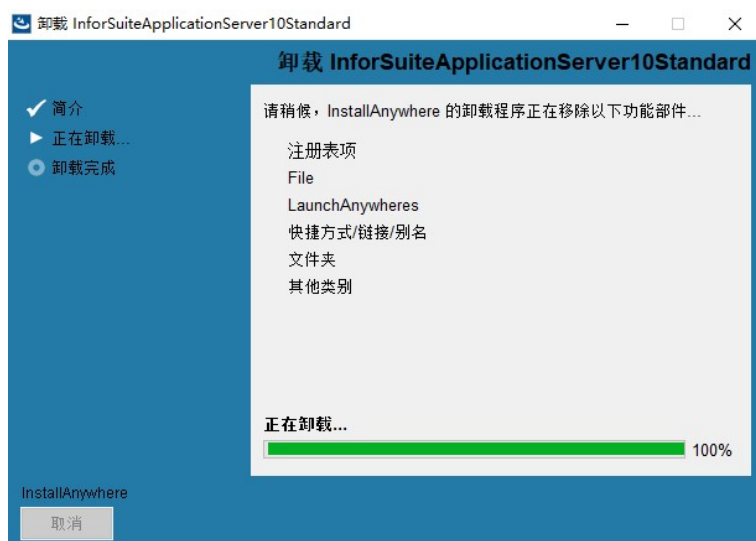 卸载 InforSuiteApplicationServer10Standard
卸载 InforSuiteApplicationServer10Standard
简介
正在卸载...
卸载完成
请稍候，InstallAnywhere 的卸载程序正在移除以下功能部件...
注册表项
File
LaunchAnywheres
快捷方式/链接/别名
文件夹
其他类别
正在卸载...
100%
InstallAnywhere
取消